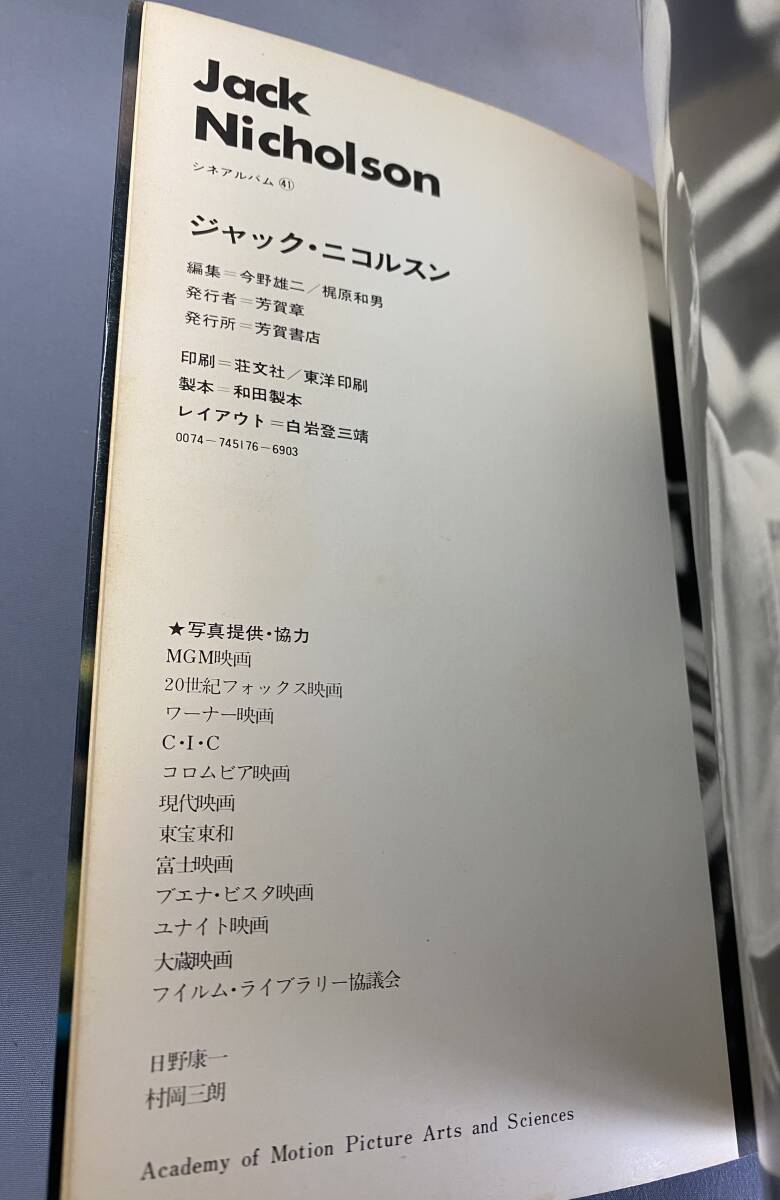 Jack
Nicholson
シネアルバム㊶
ジャック・ニコルスン
編集=今野雄二/梶原和男
発行者=芳賀章
発行所=芳賀書店
印刷=荘文社/東洋印刷
製本=和田製本
レイアウト=白岩登三靖
0074-745176-6903
★写真提供・協力
MGM映画
20世紀フォックス映画
ワーナー映画
C・I・C
コロムビア映画
現代映画
東宝東和
富士映画
ブエナ・ビスタ映画
ユナイト映画
大蔵映画
フイルム・ライブラリー協議会
日野康一
村岡三朗
Academy of Motion Picture Arts and Sciences